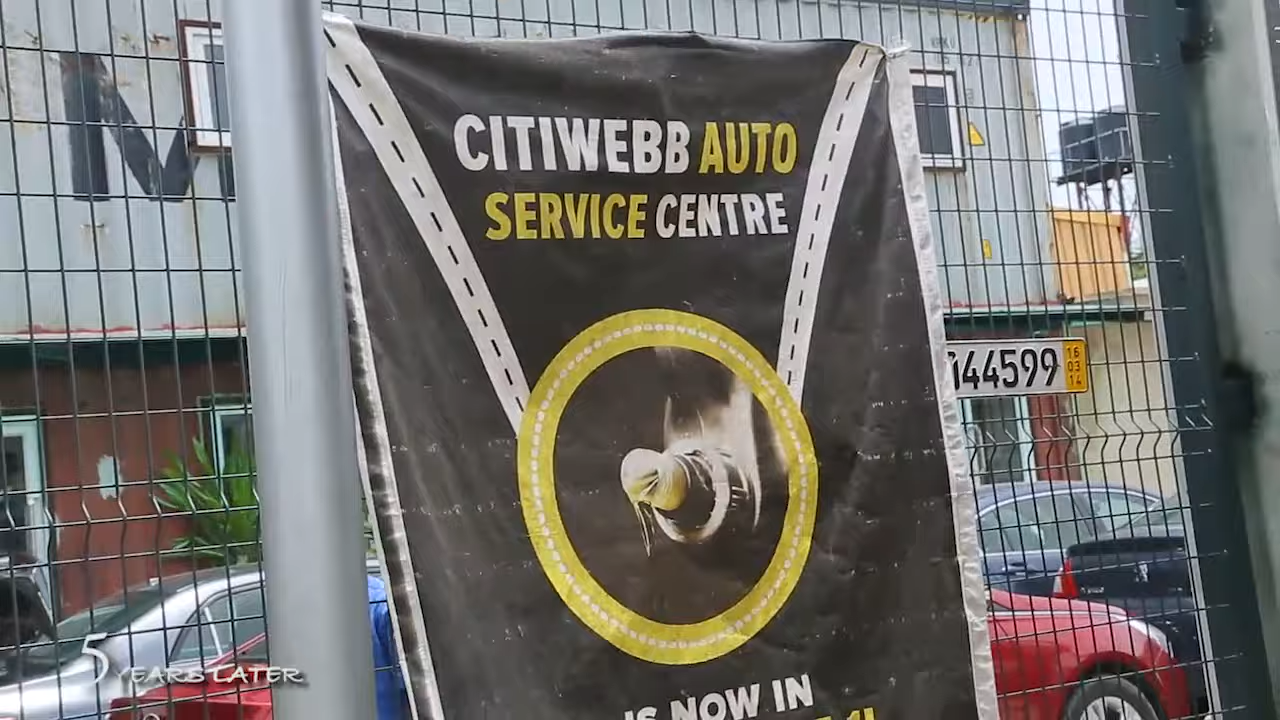 CITIWEBB AUTO
SERVICE CENTRE
144599
16
03
14
IS NOW IN
5 YEARS LATER